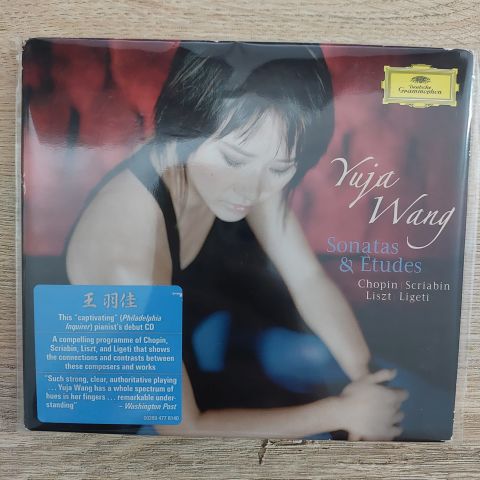 Deutsche
Grammophon
Yuja
Wang
Sonatas
& Etudes
Chopin | Scriabin
Liszt | Ligeti
王羽佳
This "captivating" (Philadelphia
Inquirer) pianist's debut CD
A compelling programme of Chopin,
Scriabin, Liszt, and Ligeti that shows
the connections and contrasts between
these composers and works
"Such strong, clear, authoritative playing
... Yuja Wang has a whole spectrum of
hues in her fingers ... remarkable under-
standing" – Washington Post